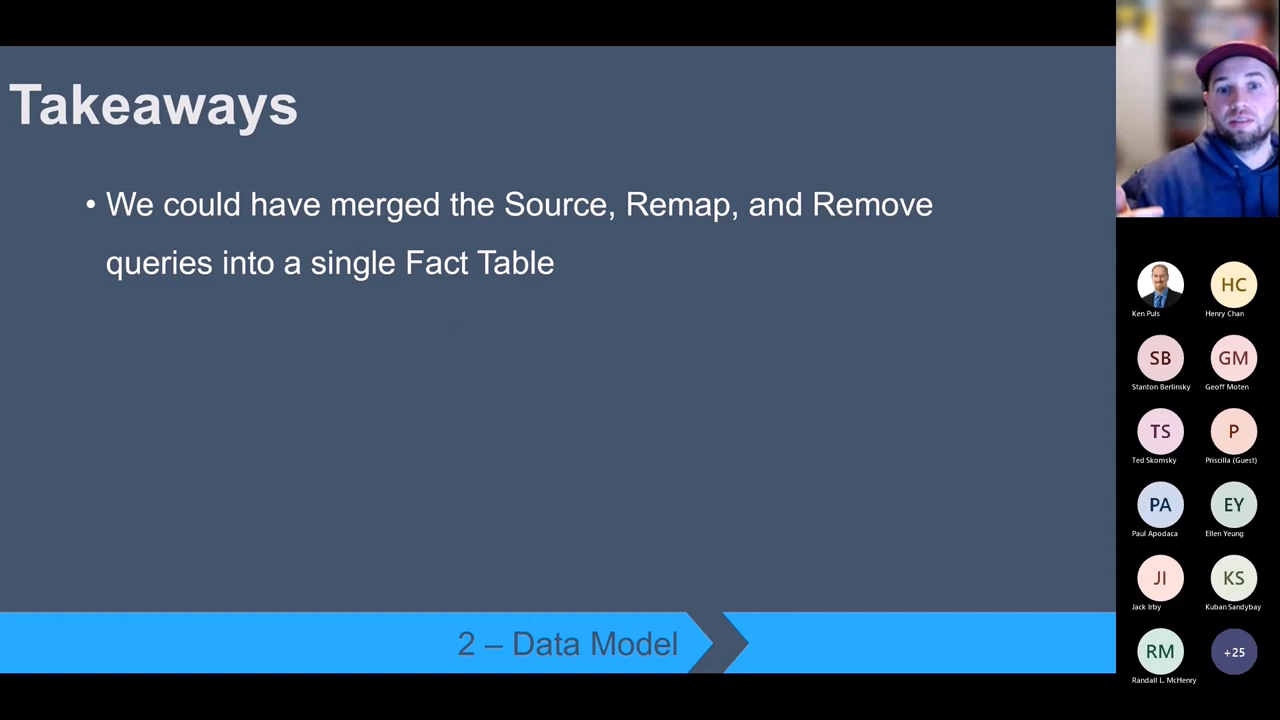 Takeaways
• We could have merged the Source, Remap, and Remove
queries into a single Fact Table
2 – Data Model
Ken Puls
HC
Henry Chan
SB
Stanton Berlinsky
GM
Geoff Moten
TS
Ted Skomsky
P
Priscilla (Guest)
PA
Paul Apodaca
EY
Ellen Yeung
JI
Jack Irby
KS
Kuban Sandybay
RM
Randall L. McHenry
+25